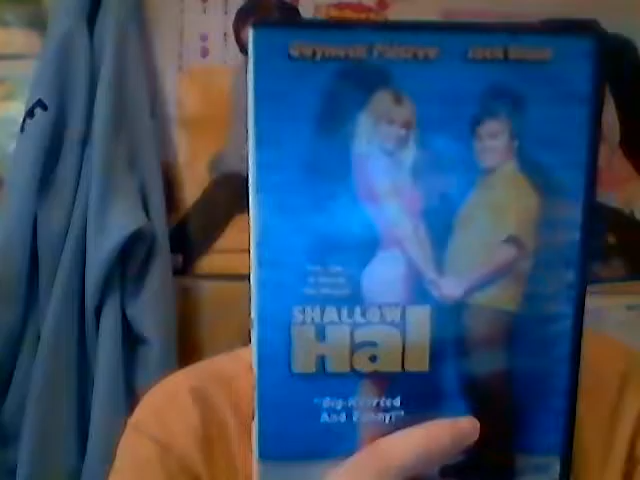 Gwyneth Paltrow Jack Black
SHALLOW
Hal
"Big-Hearted
And Funny!"